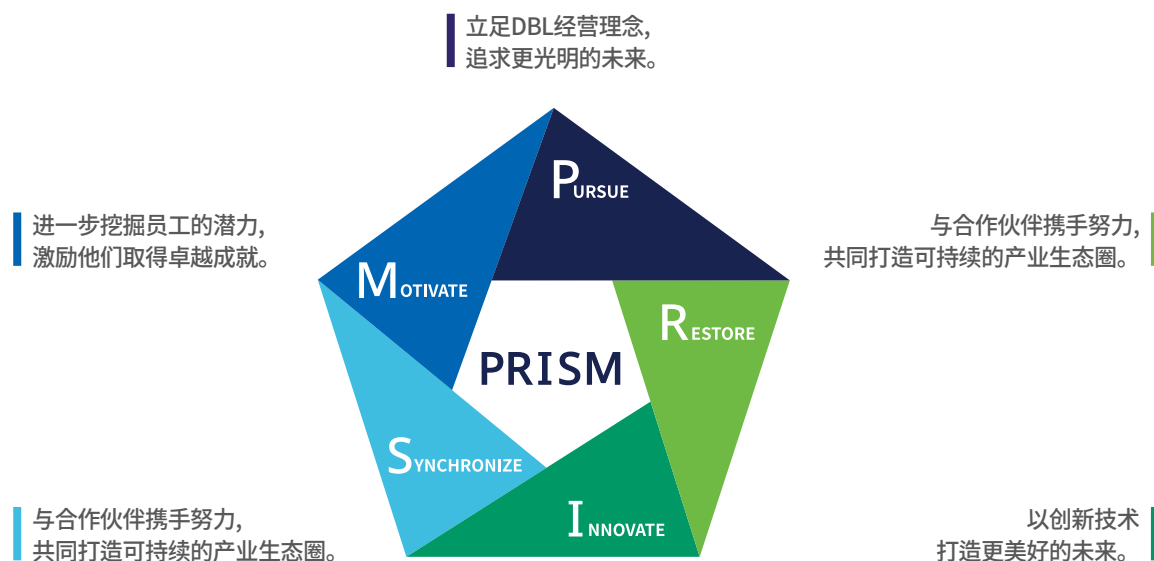 立足DBL经营理念,
追求更光明的未来。
PURSUE
进一步挖掘员工的潜力,
激励他们取得卓越成就。
MOTIVATE
与合作伙伴携手努力,
共同打造可持续的产业生态圈。
RESTORE
PRISM
SYNCHRONIZE
INNOVATE
与合作伙伴携手努力,
共同打造可持续的产业生态圈。
以创新技术
打造更美好的未来。